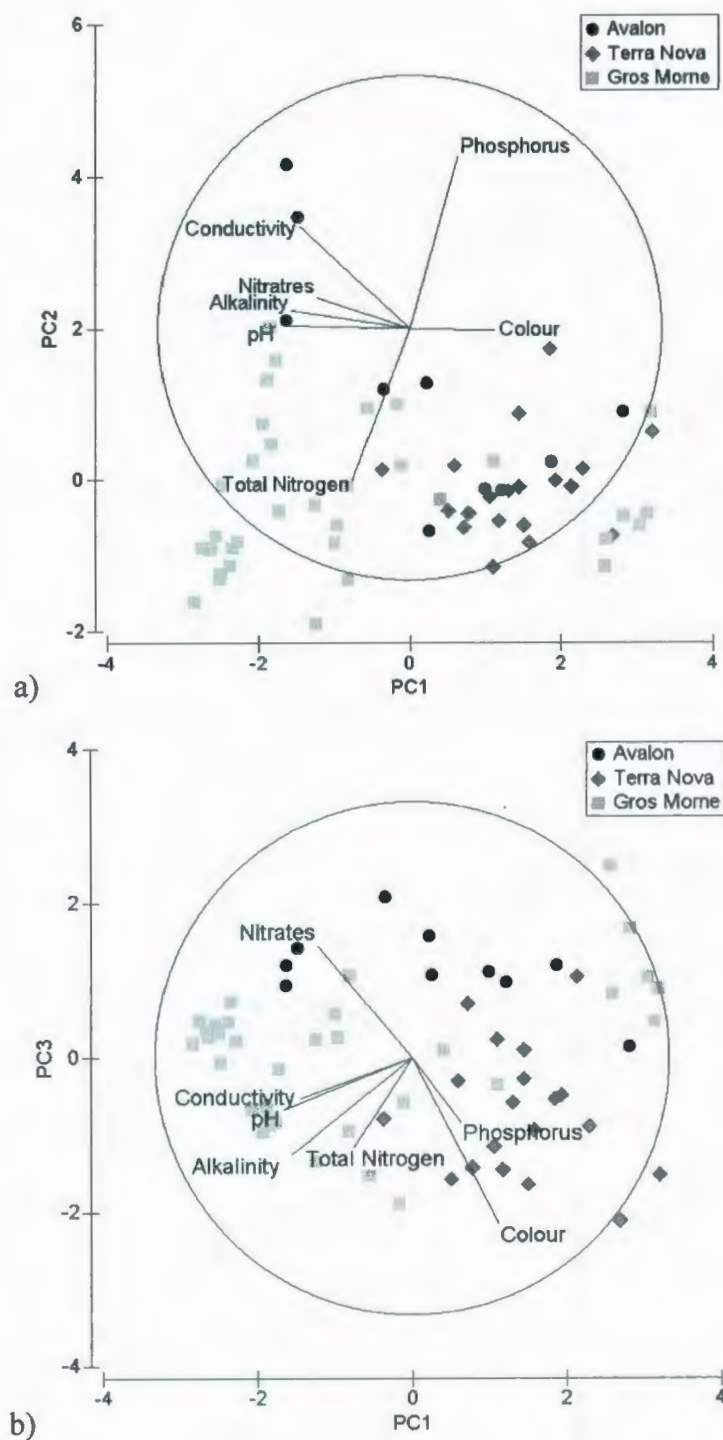 6
Avalon
Terra Nova
Gros Morne
Phosphorus
4
Conductivity
Nitratres
Alkalinity
pH
Colour
PC2
2
0
Total Nitrogen
-2
-4
-2
0
2
4
PC1
a)
4
Avalon
Terra Nova
Gros Morne
2
Nitrates
PC3
0
Conductivity
pH
Phosphorus
Alkalinity
Total Nitrogen
Colour
-2
-4
-4
-2
0
2
4
PC1
b)